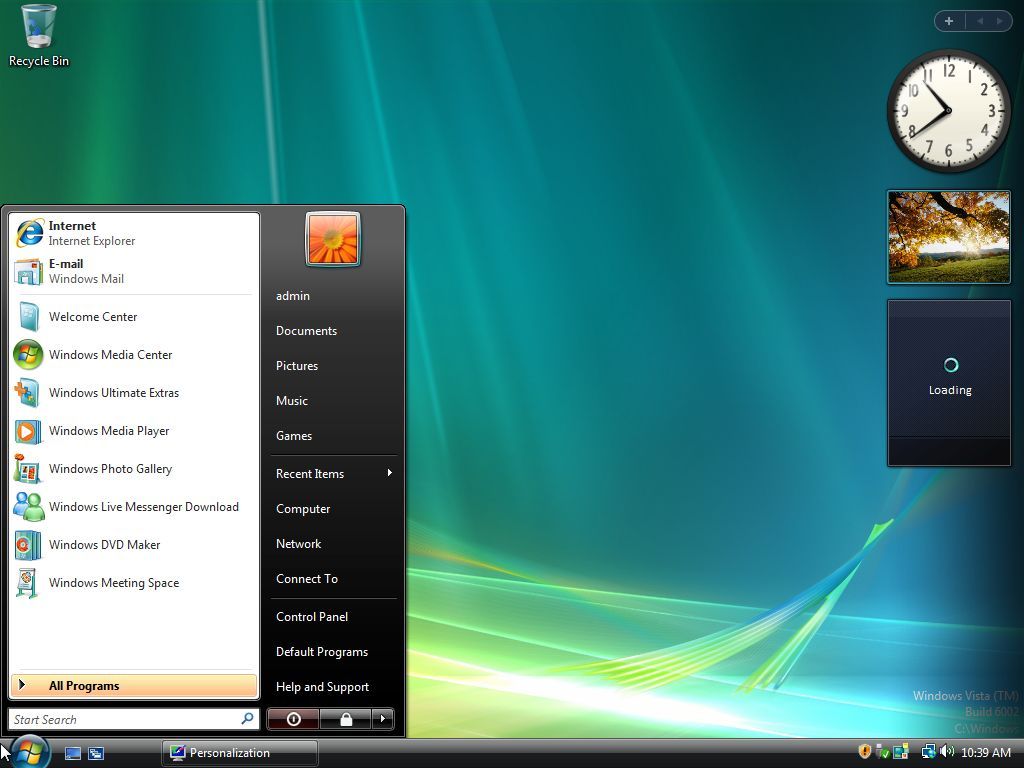 Recycle Bin
12
1
2
3
4
5
6
7
8
9
10
11
Loading
Internet
Internet Explorer
E-mail
Windows Mail
Welcome Center
Windows Media Center
Windows Ultimate Extras
Windows Media Player
Windows Photo Gallery
Windows Live Messenger Download
Windows DVD Maker
Windows Meeting Space
All Programs
Start Search
admin
Documents
Pictures
Music
Games
Recent Items
Computer
Network
Connect To
Control Panel
Default Programs
Help and Support
Windows Vista (TM)
Build 6002
C:\Windows
Personalization
10:39 AM